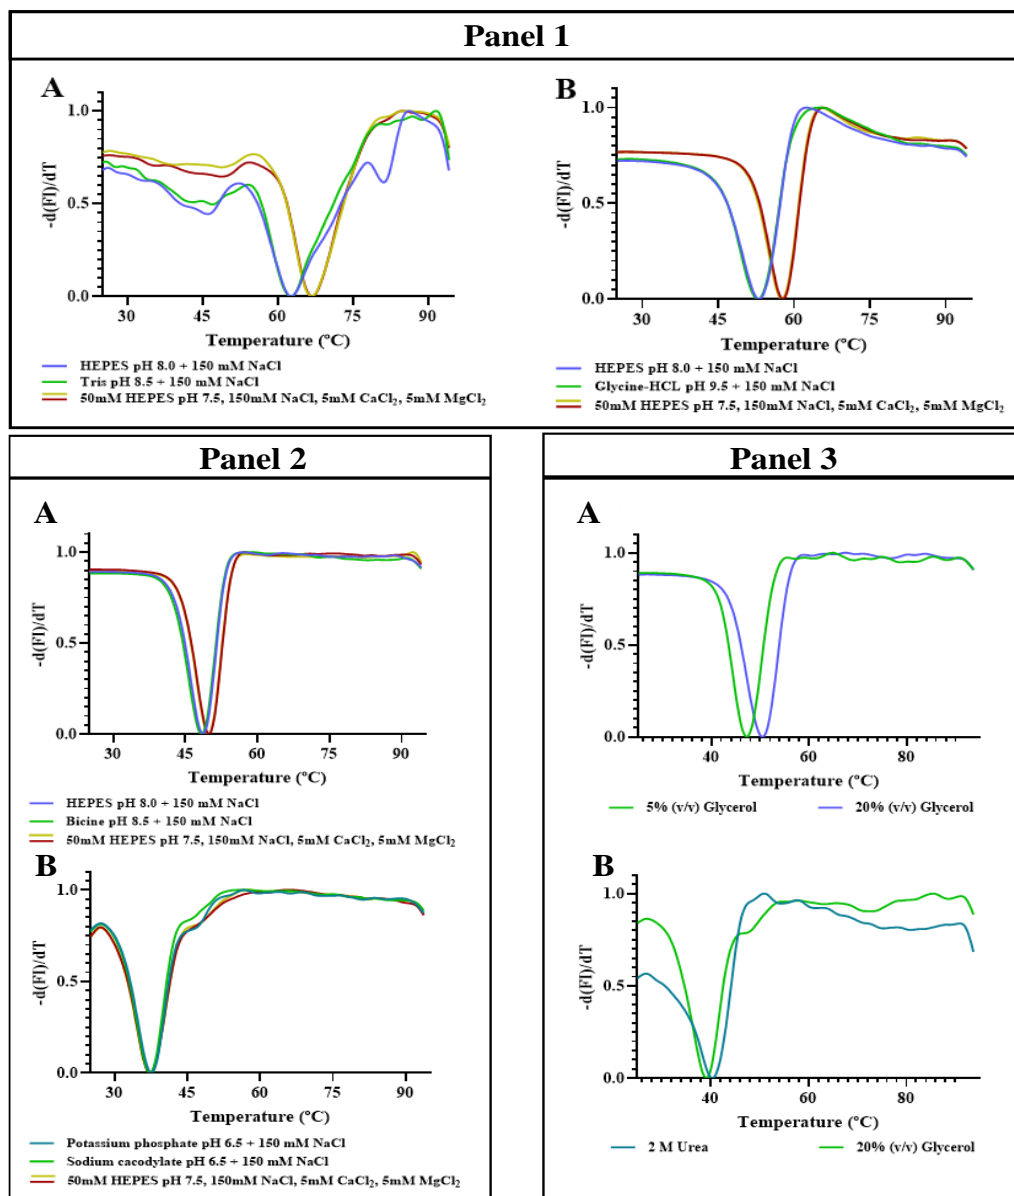 Panel 1
A
1.0
0.5
0.0
-d(FI)/dT
30 45 60 75 90
Temperature (ºC)
HEPES pH 8.0 + 150 mM NaCl
Tris pH 8.5 + 150 mM NaCl
50mM HEPES pH 7.5, 150mM NaCl, 5mM CaCl₂, 5mM MgCl₂
B
1.0
0.5
0.0
-d(FI)/dT
30 45 60 75 90
Temperature (ºC)
HEPES pH 8.0 + 150 mM NaCl
Glycine-HCL pH 9.5 + 150 mM NaCl
50mM HEPES pH 7.5, 150mM NaCl, 5mM CaCl₂, 5mM MgCl₂
Panel 2
A
1.0
0.5
0.0
-d(FI)/dT
30 45 60 75 90
Temperature (ºC)
HEPES pH 8.0 + 150 mM NaCl
Bicine pH 8.5 + 150 mM NaCl
50mM HEPES pH 7.5, 150mM NaCl, 5mM CaCl₂, 5mM MgCl₂
B
1.0
0.5
0.0
-d(FI)/dT
30 45 60 75 90
Temperature (ºC)
Potassium phosphate pH 6.5 + 150 mM NaCl
Sodium cacodylate pH 6.5 + 150 mM NaCl
50mM HEPES pH 7.5, 150mM NaCl, 5mM CaCl₂, 5mM MgCl₂
Panel 3
A
1.0
0.5
0.0
-d(FI)/dT
40 60 80
Temperature (ºC)
5% (v/v) Glycerol 20% (v/v) Glycerol
B
1.0
0.5
0.0
-d(FI)/dT
40 60 80
Temperature (ºC)
2 M Urea 20% (v/v) Glycerol